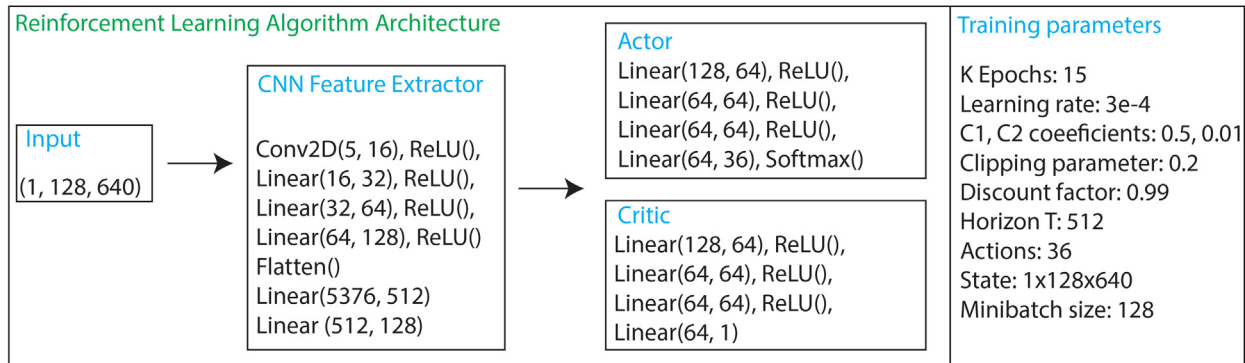 Reinforcement Learning Algorithm Architecture
Input
(1, 128, 640)
CNN Feature Extractor
Conv2D(5, 16), ReLU(),
Linear(16, 32), ReLU(),
Linear(32, 64), ReLU(),
Linear(64, 128), ReLU()
Flatten()
Linear(5376, 512)
Linear (512, 128)
Actor
Linear(128, 64), ReLU(),
Linear(64, 64), ReLU(),
Linear(64, 64), ReLU(),
Linear(64, 36), Softmax()
Critic
Linear(128, 64), ReLU(),
Linear(64, 64), ReLU(),
Linear(64, 64), ReLU(),
Linear(64, 1)
Training parameters
K Epochs: 15
Learning rate: 3e-4
C1, C2 coeeficients: 0.5, 0.01
Clipping parameter: 0.2
Discount factor: 0.99
Horizon T: 512
Actions: 36
State: 1x128x640
Minibatch size: 128